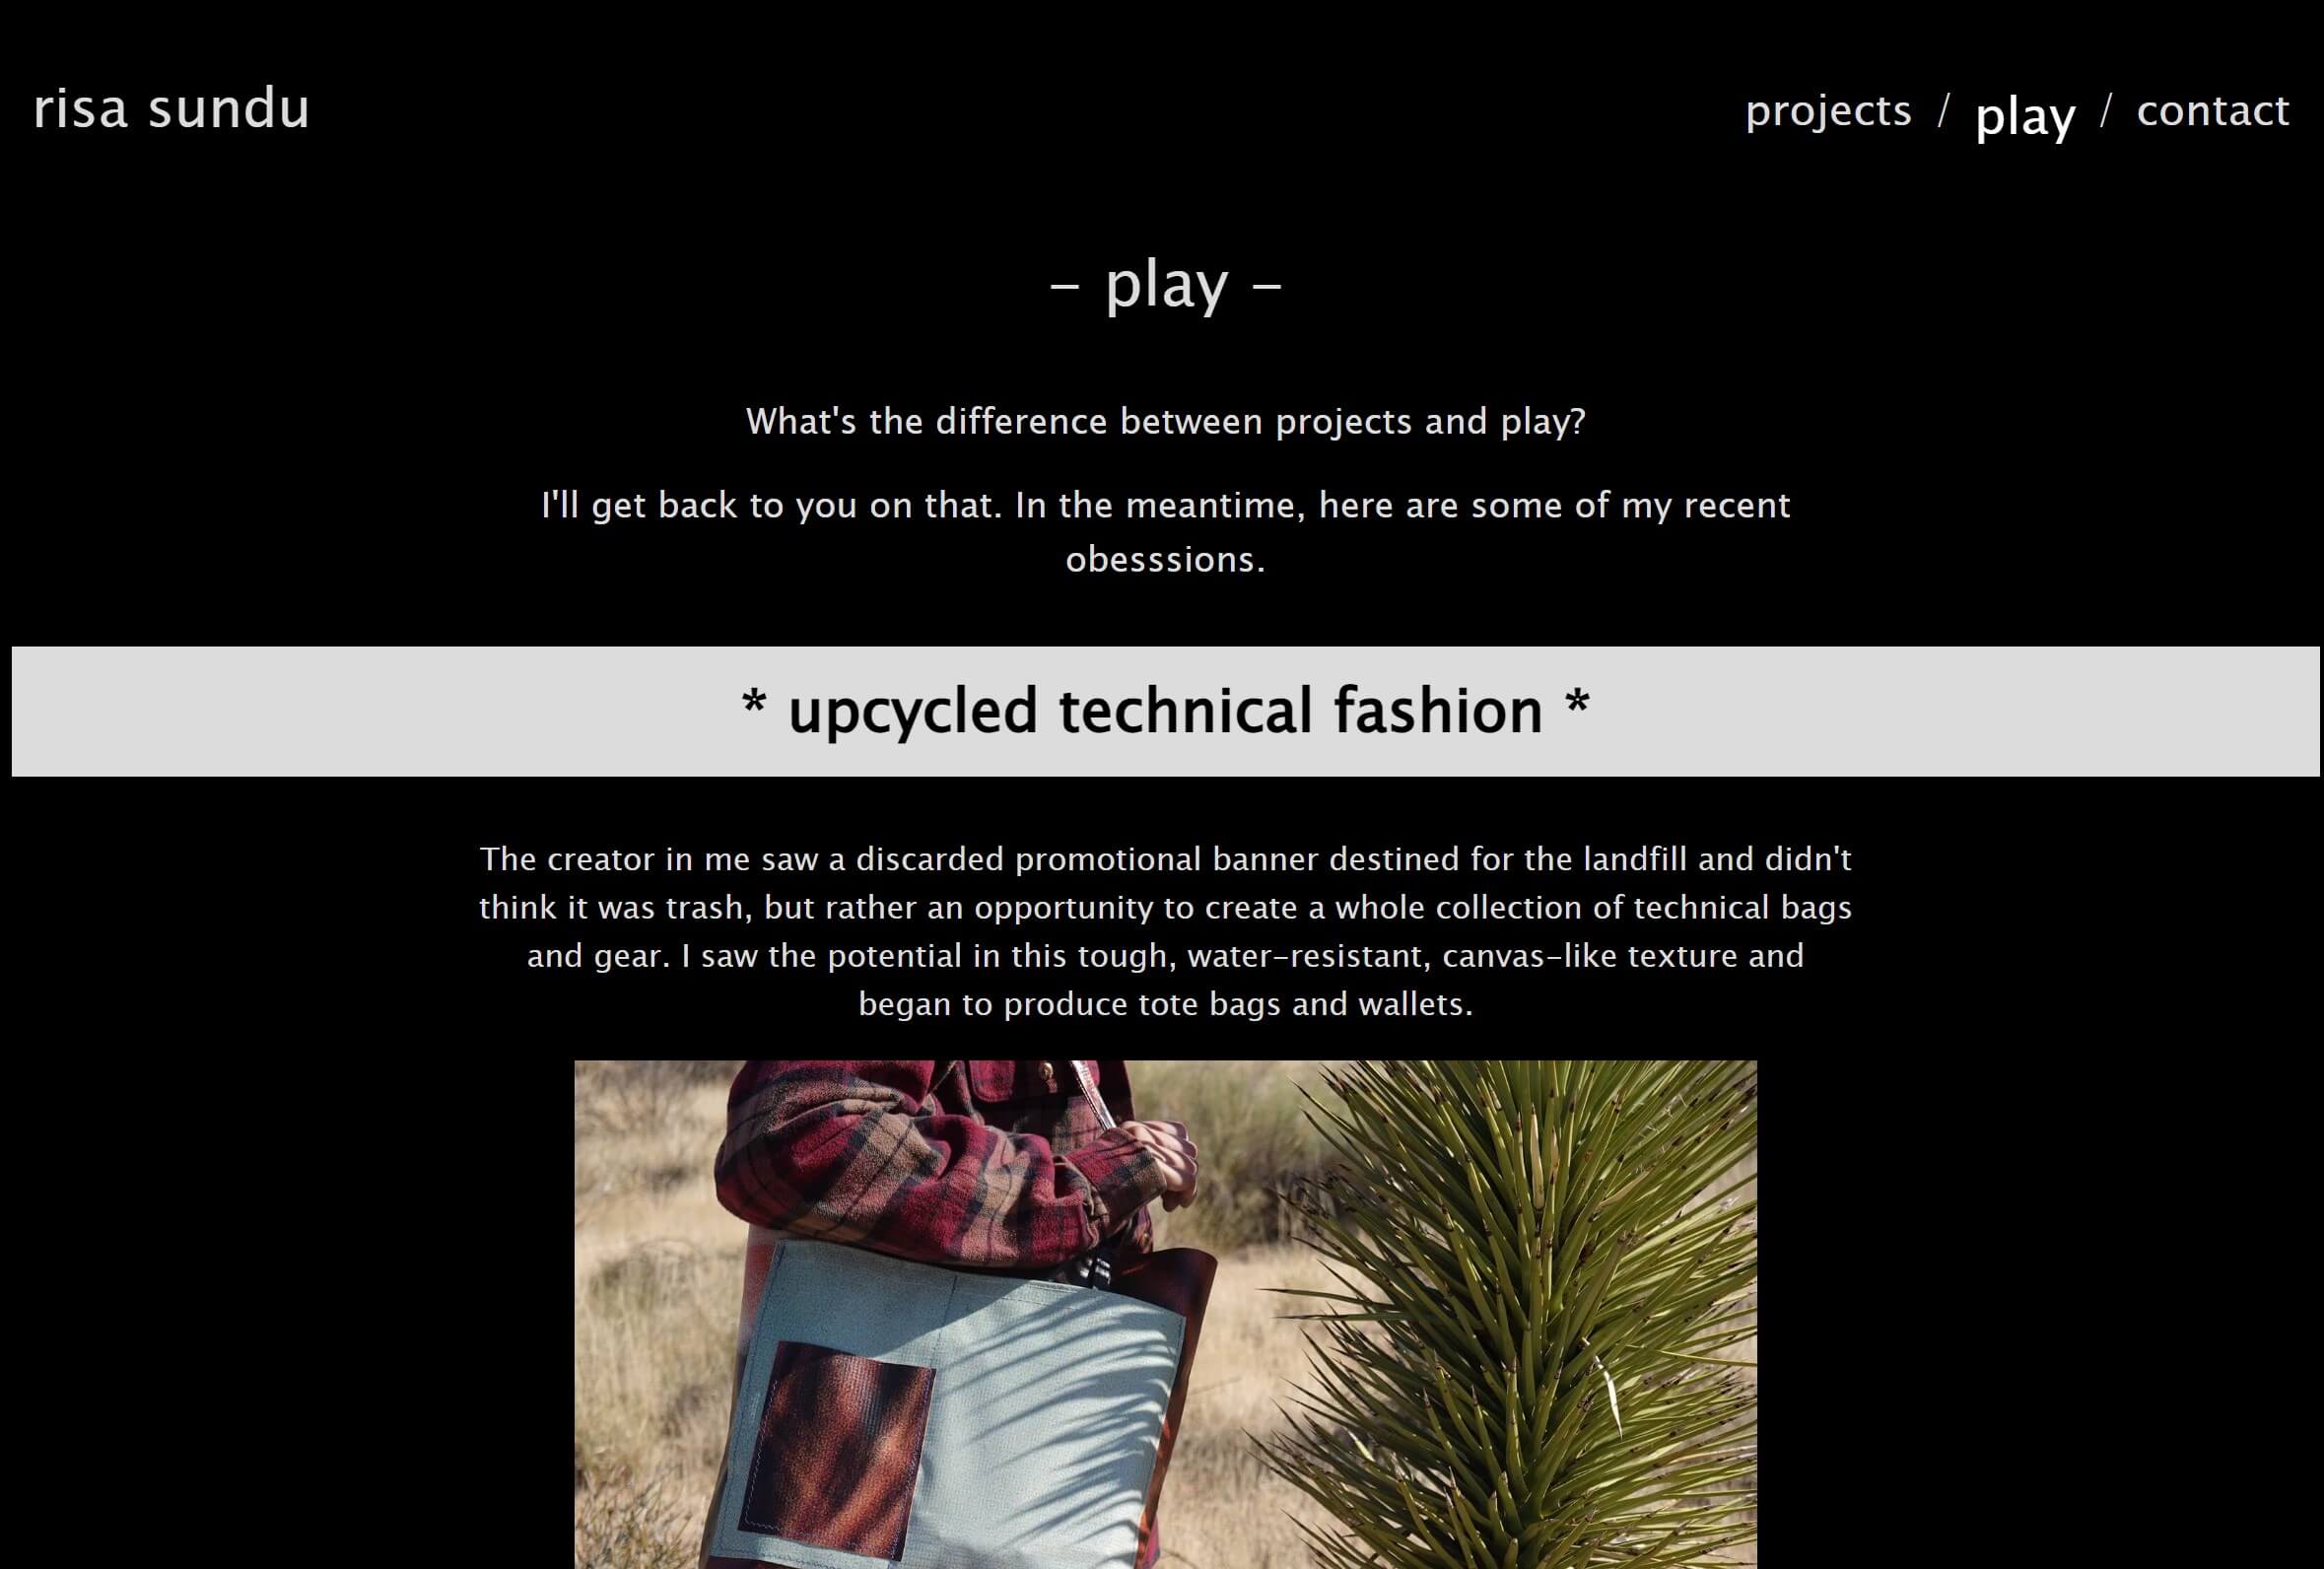 risa sundu
projects / play / contact
– play –
What's the difference between projects and play?
I'll get back to you on that. In the meantime, here are some of my recent
obesssions.
* upcycled technical fashion *
The creator in me saw a discarded promotional banner destined for the landfill and didn't
think it was trash, but rather an opportunity to create a whole collection of technical bags
and gear. I saw the potential in this tough, water-resistant, canvas-like texture and
began to produce tote bags and wallets.